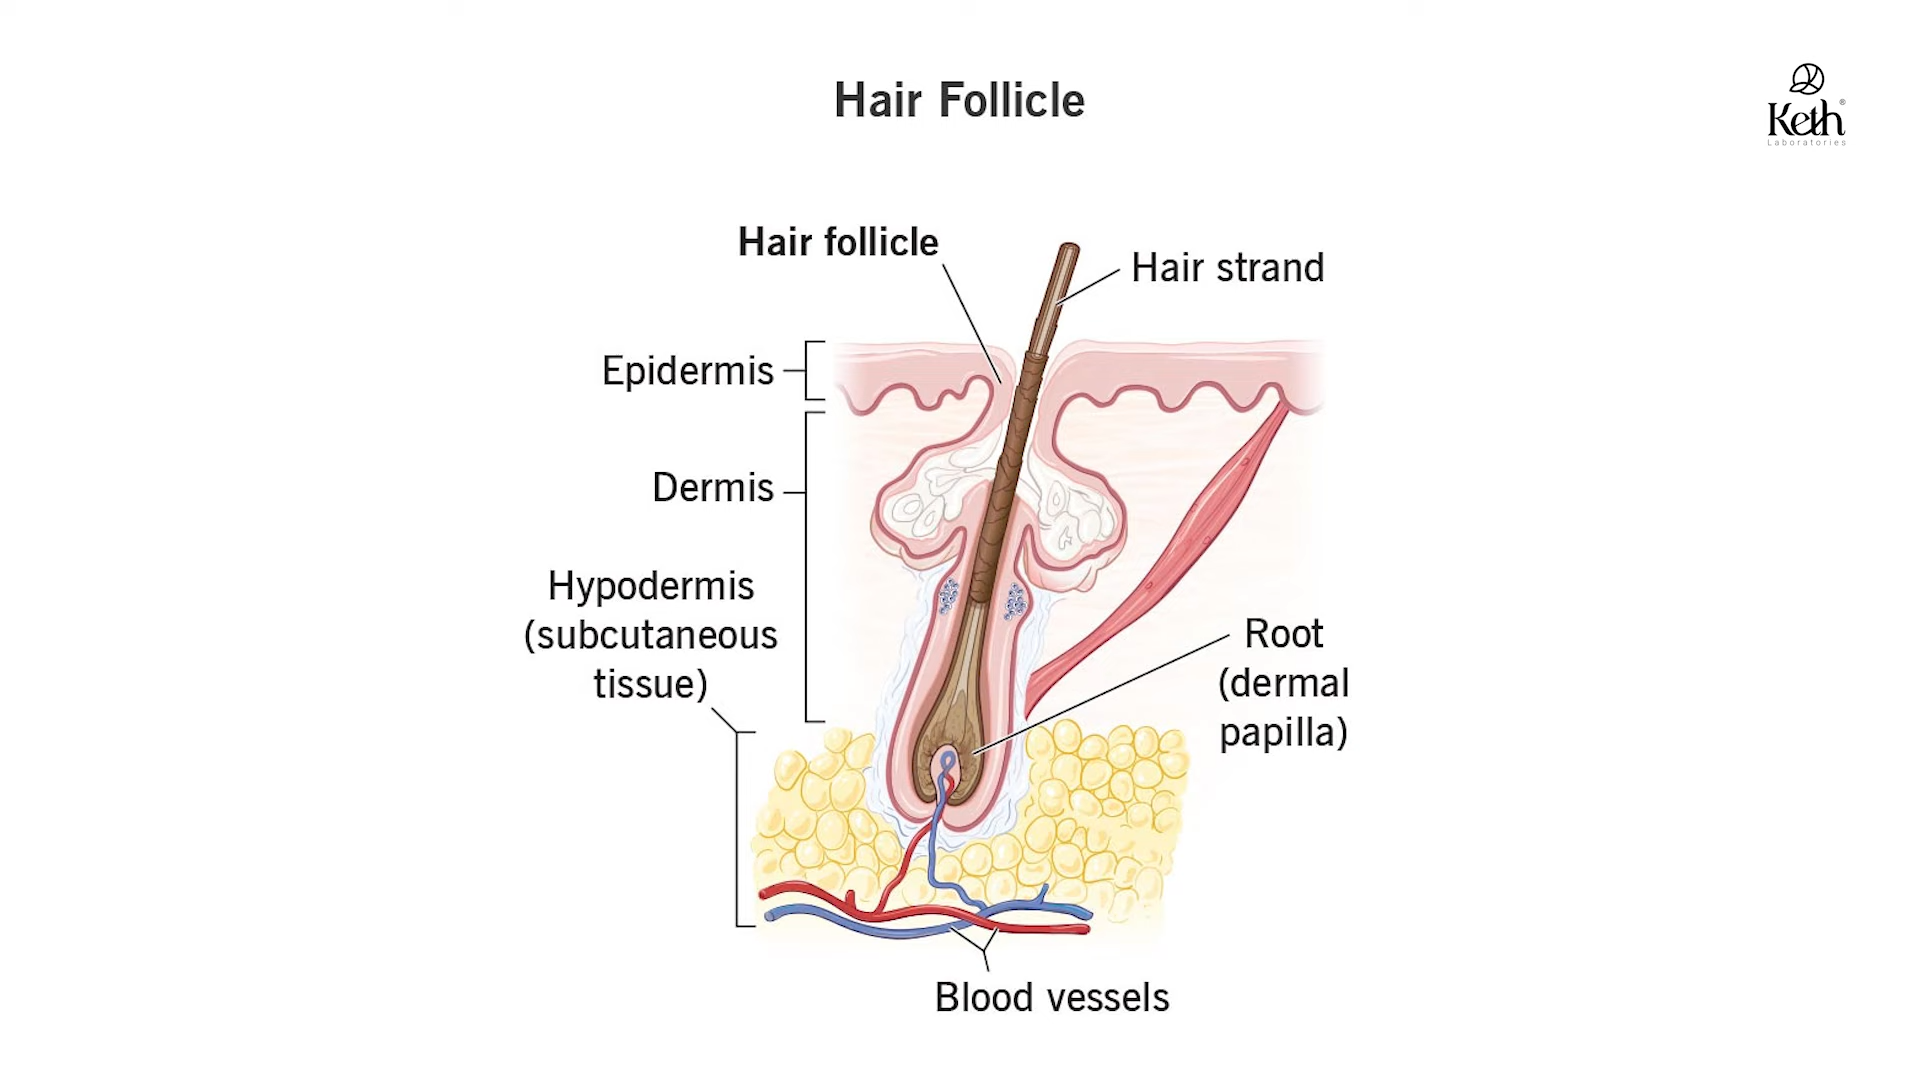 Hair Follicle
Keth®
Laboratories
Hair follicle
Hair strand
Epidermis
Dermis
Hypodermis
(subcutaneous
tissue)
Root
(dermal
papilla)
Blood vessels